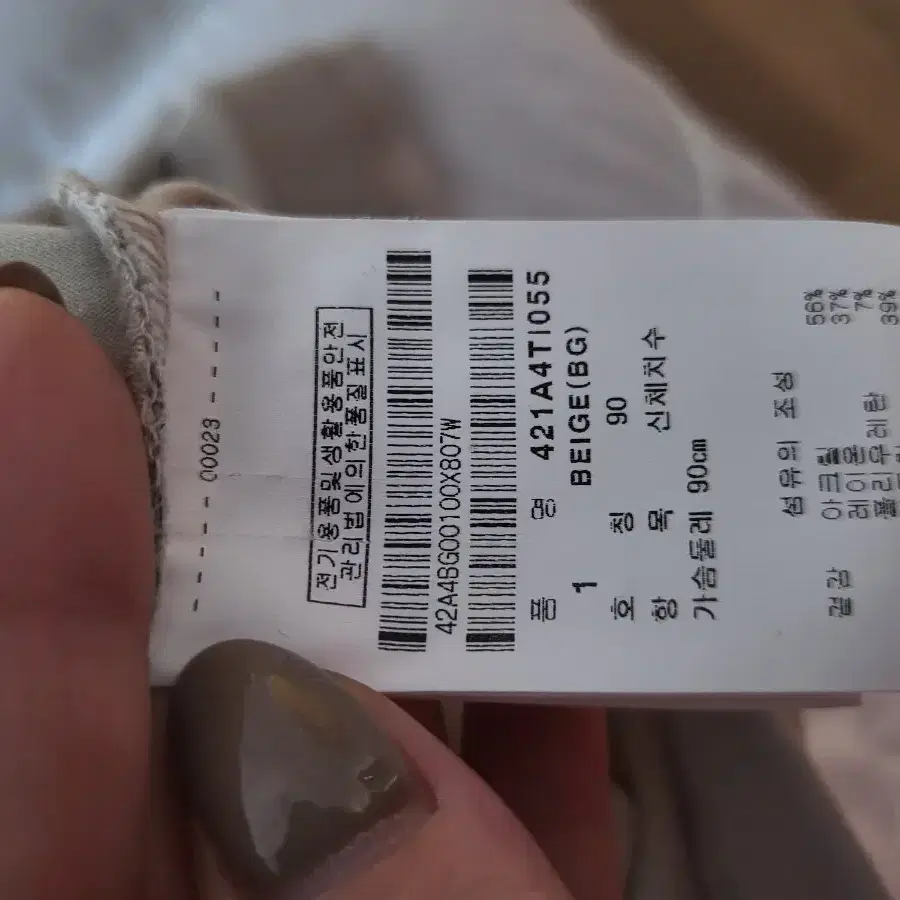 00023
전기용품및생활용품안전
관리법에의한품질표시
42A4BG00100X807W
품 명 421A4TI055
1 BEIGE(BG)
호 칭 90
항 목 신체치수
가슴둘레 90cm
섬유의 조성
겉감 아크릴 56%
레이온 37%
폴리우레탄 7%
39%